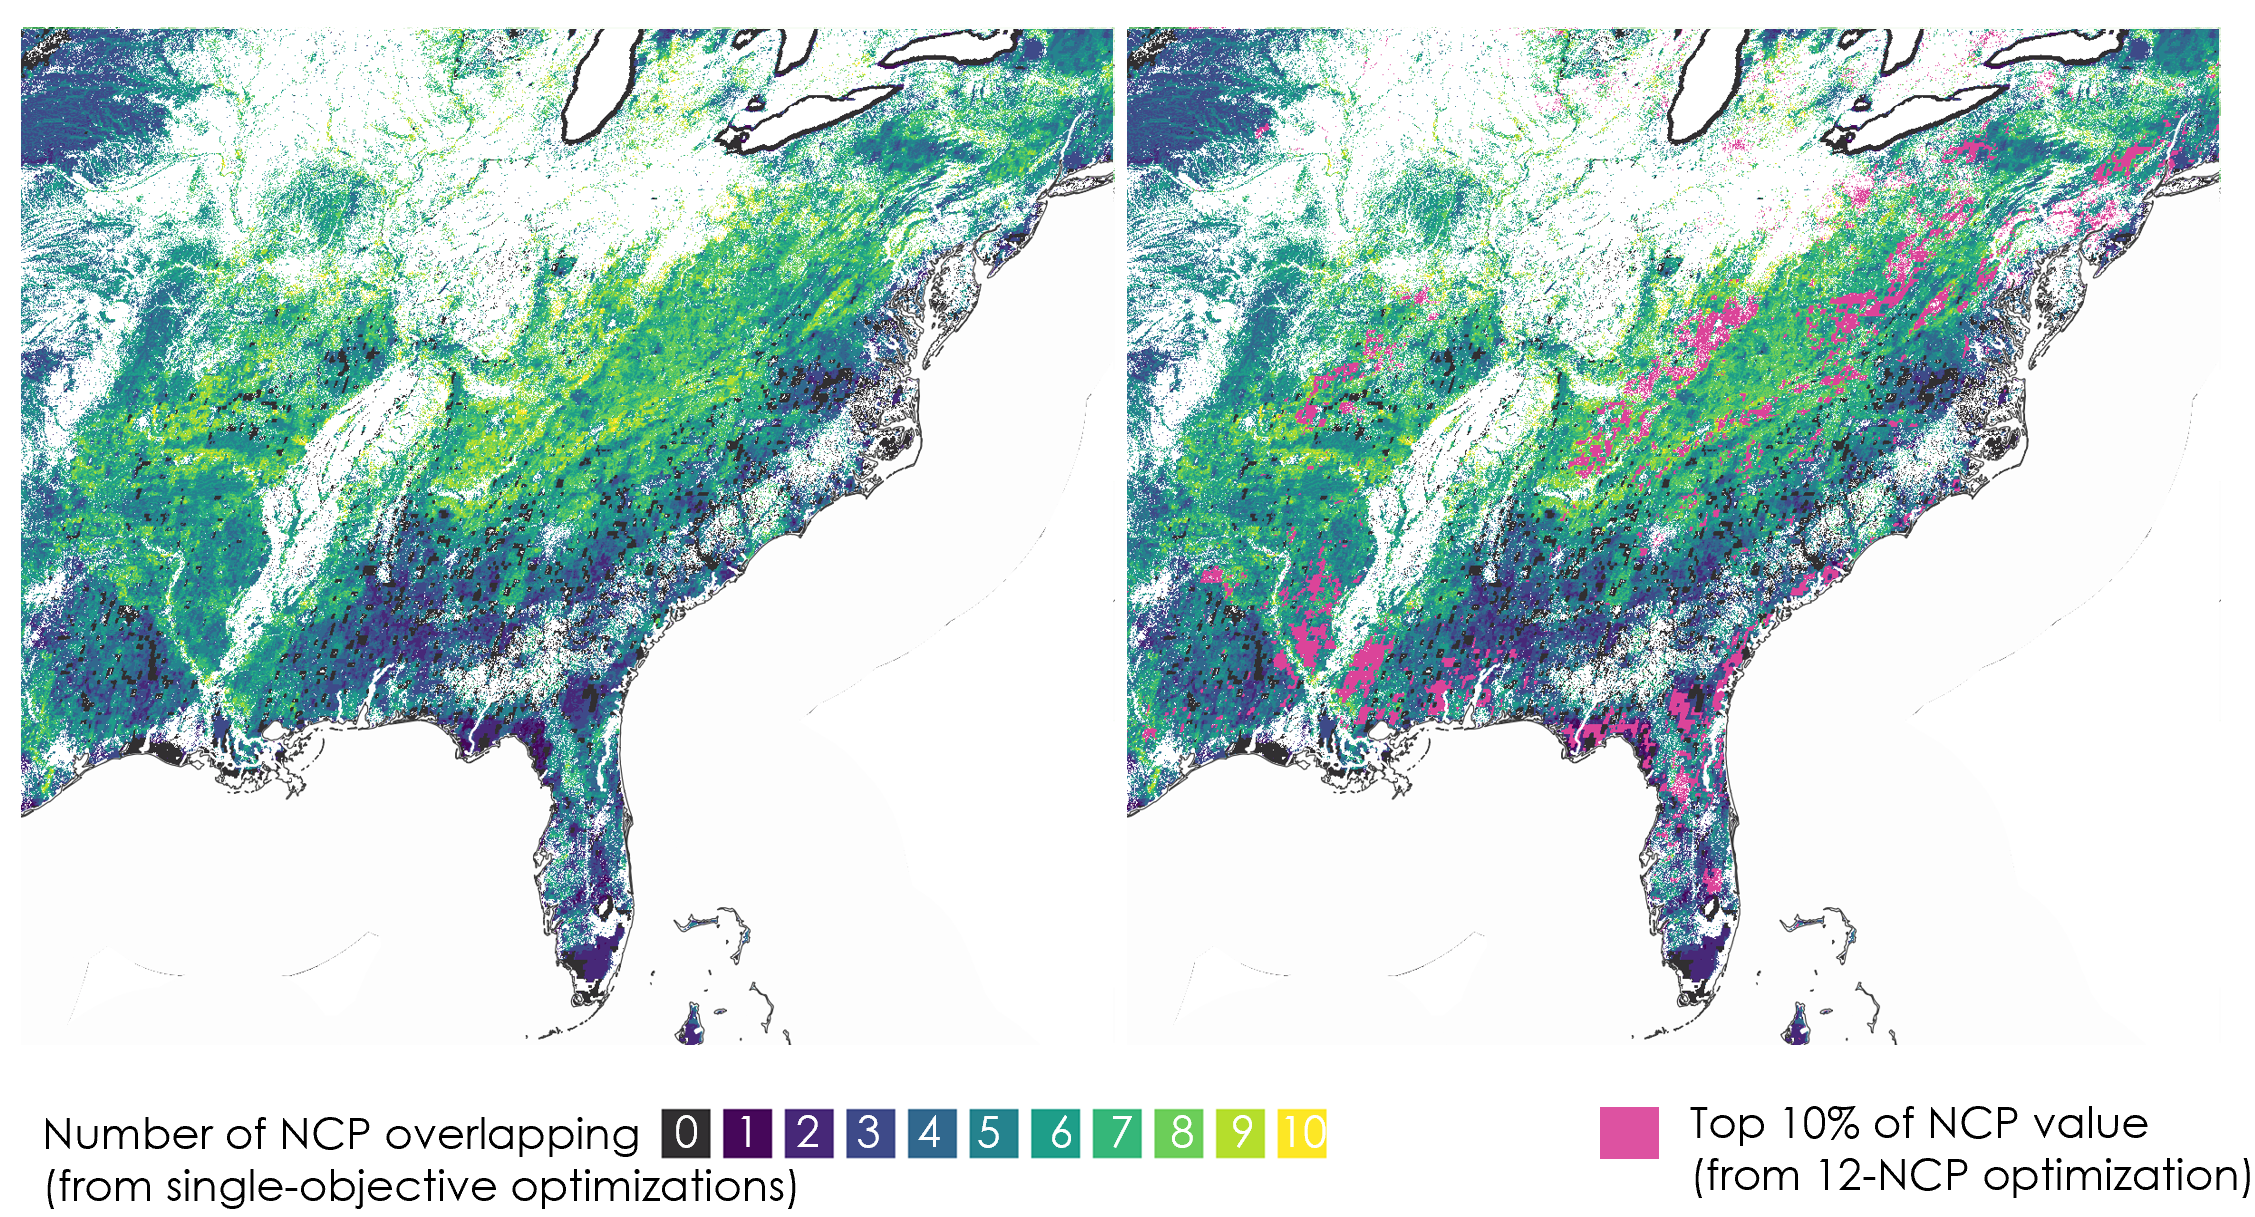 Number of NCP overlapping 0 1 2 3 4 5 6 7 8 9 10
(from single-objective optimizations)
Top 10% of NCP value
(from 12-NCP optimization)